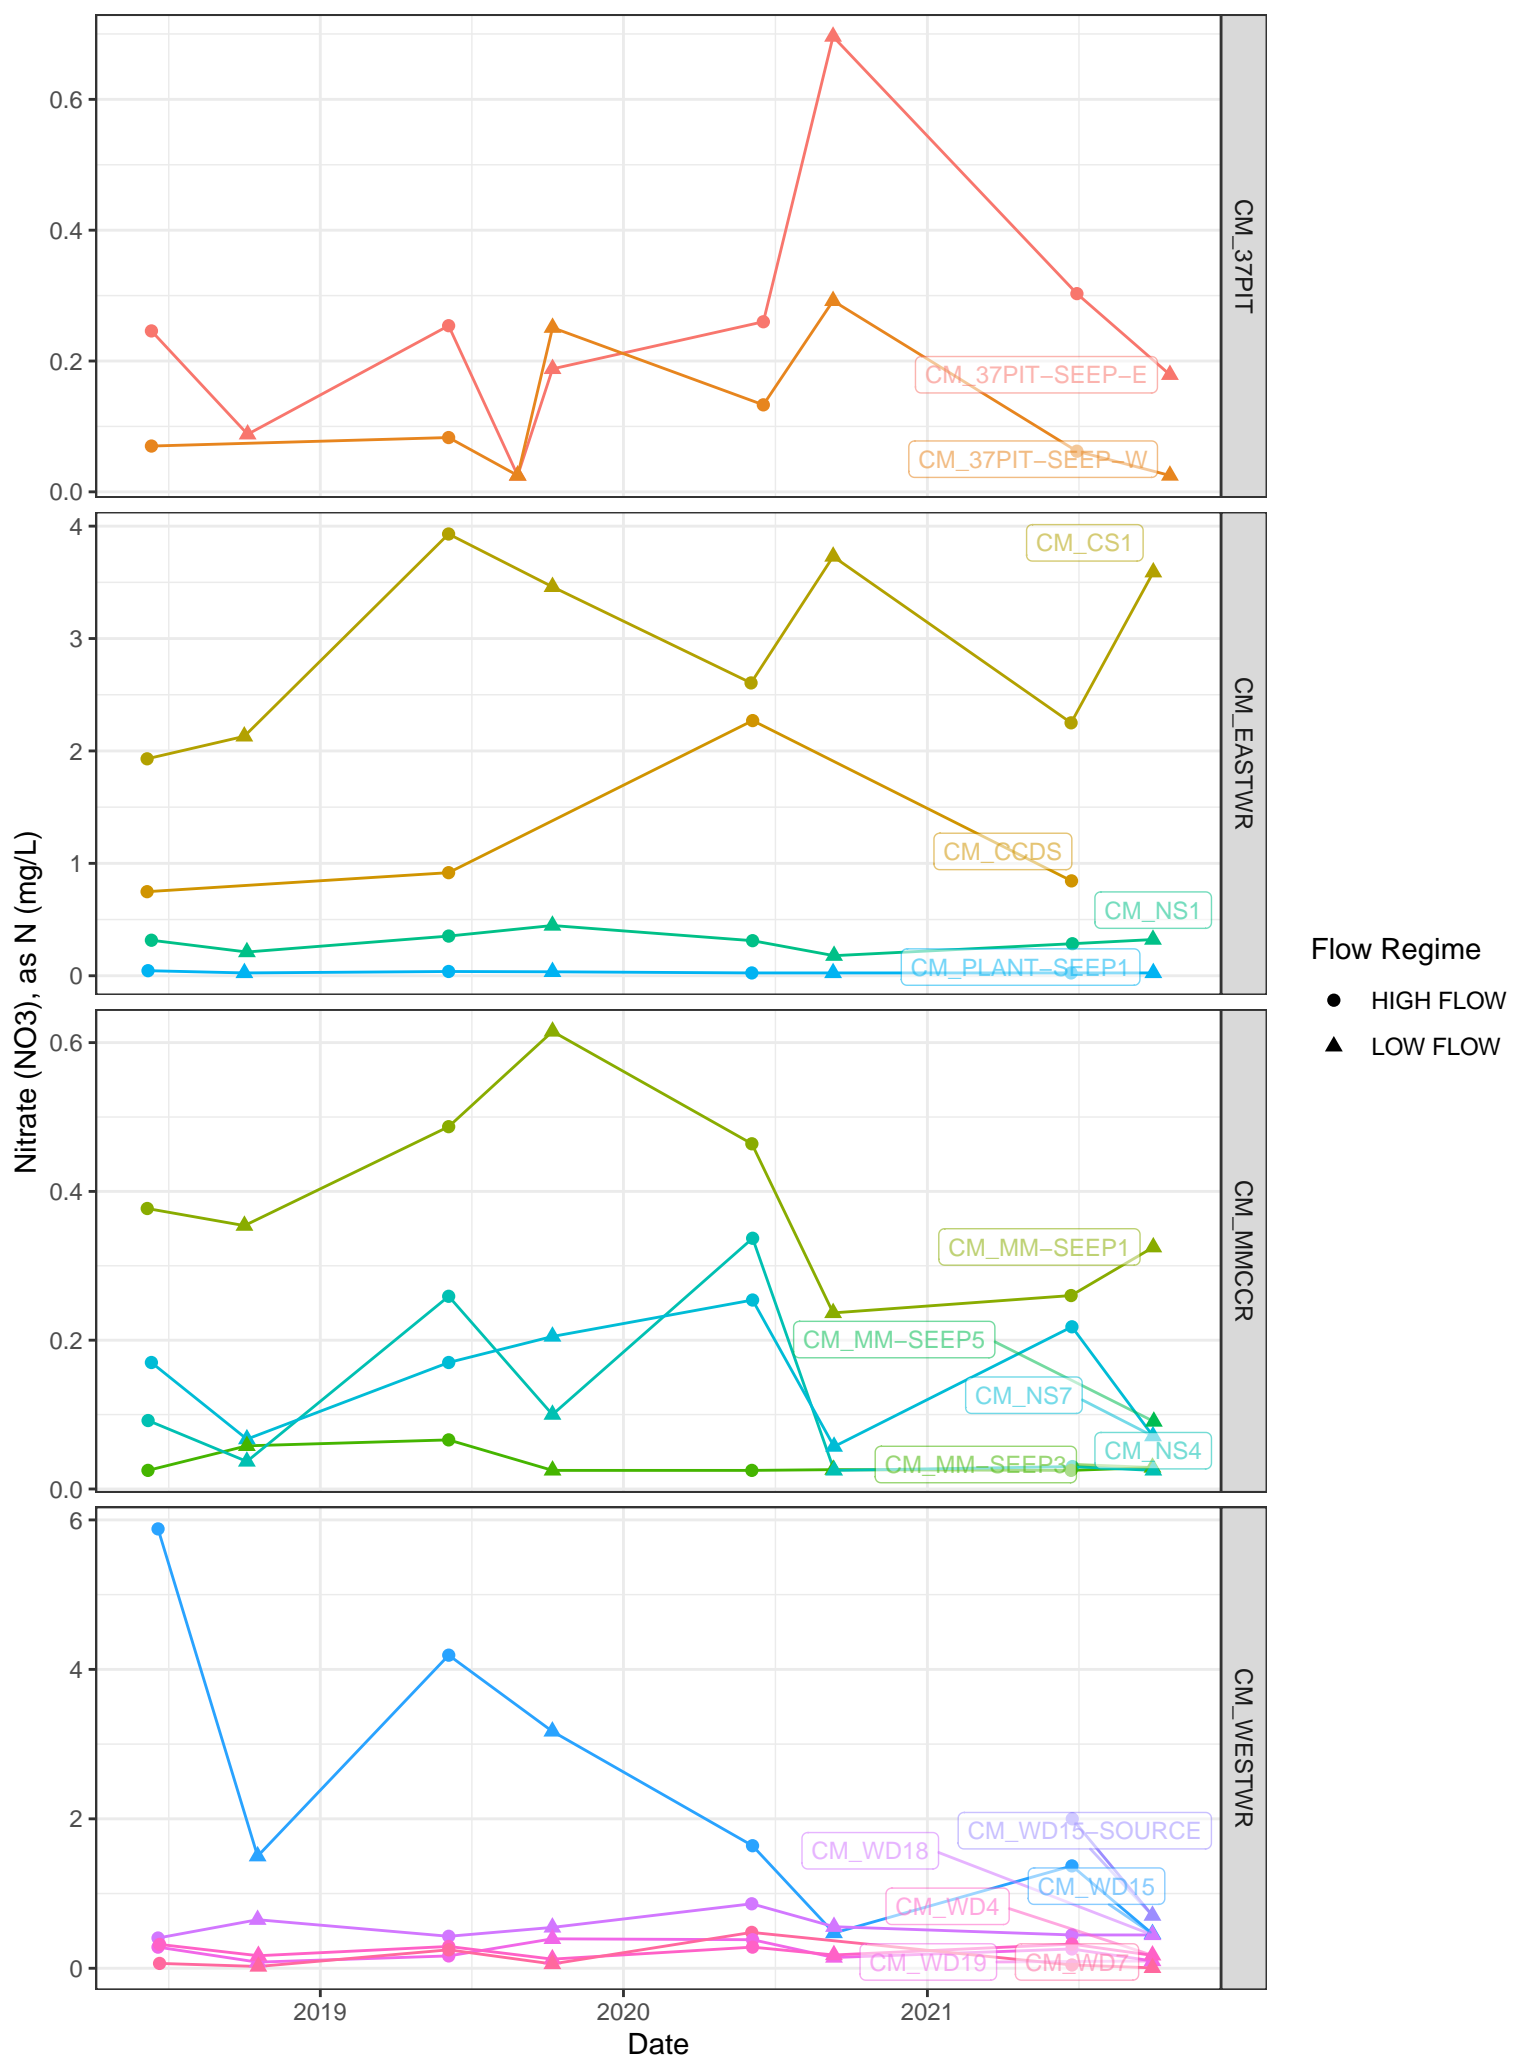 0.6
0.4
0.2
0.0
CM_37PIT−SEEP−E
CM_37PIT−SEEP−W
CM_37PIT
4
3
2
1
0
CM_CS1
CM_CCDS
CM_NS1
CM_PLANT−SEEP1
CM_EASTWR
Nitrate (NO3), as N (mg/L)
0.6
0.4
0.2
0.0
CM_MM−SEEP1
CM_MM−SEEP5
CM_NS7
CM_NS4
CM_MM−SEEP3
CM_MMCCR
6
4
2
0
CM_WD15−SOURCE
CM_WD18
CM_WD15
CM_WD4
CM_WD19
CM_WD7
CM_WESTWR
2019
2020
2021
Date
Flow Regime
HIGH FLOW
LOW FLOW